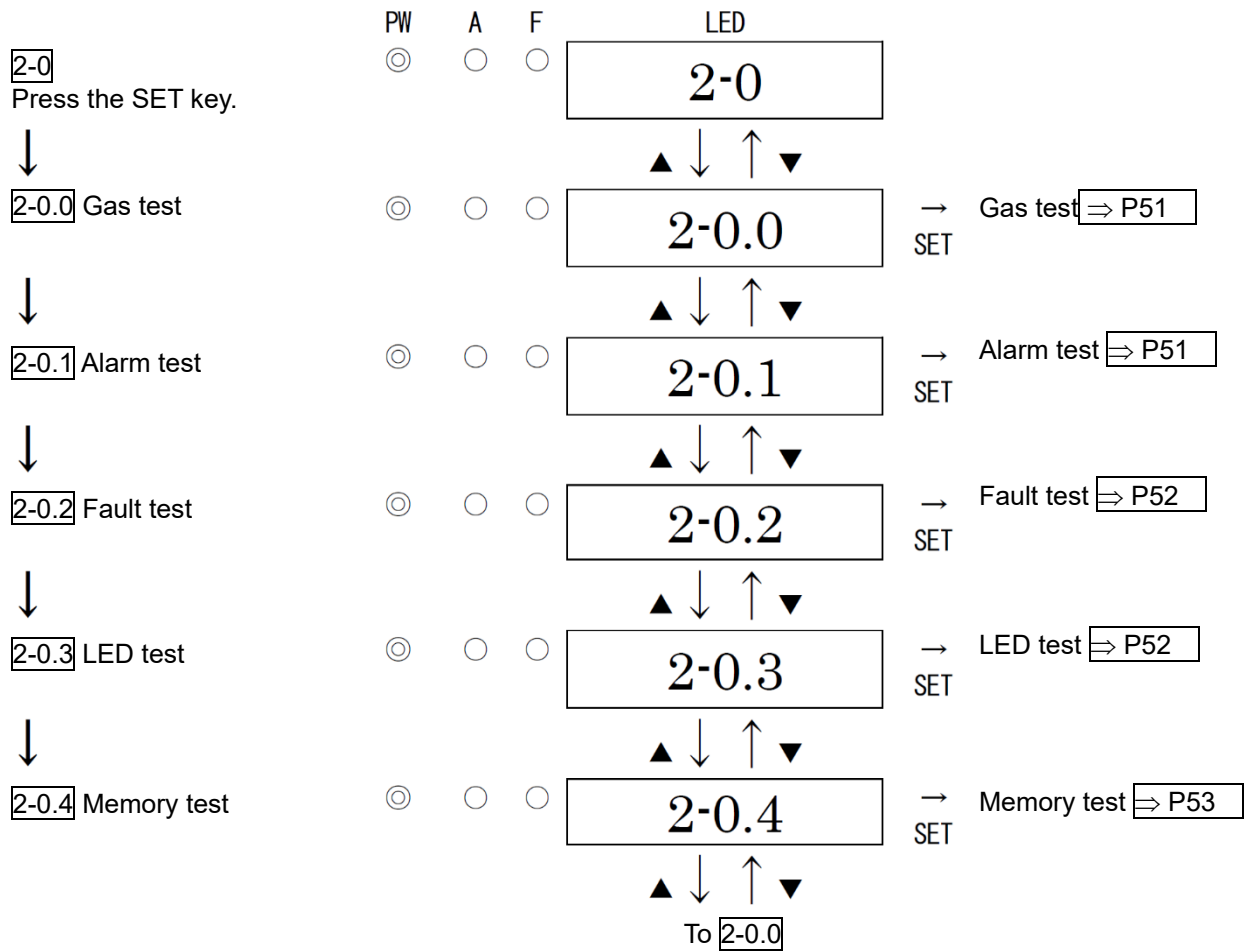 PW A F LED
2-0 ◎ ○ ○ 2-0
Press the SET key.
↓ ▲ ↓ ↑ ▼
2-0.0 Gas test ◎ ○ ○ 2-0.0 → Gas test ⇒ P51
SET
↓ ▲ ↓ ↑ ▼
2-0.1 Alarm test ◎ ○ ○ 2-0.1 → Alarm test ⇒ P51
SET
↓ ▲ ↓ ↑ ▼
2-0.2 Fault test ◎ ○ ○ 2-0.2 → Fault test ⇒ P52
SET
↓ ▲ ↓ ↑ ▼
2-0.3 LED test ◎ ○ ○ 2-0.3 → LED test ⇒ P52
SET
↓ ▲ ↓ ↑ ▼
2-0.4 Memory test ◎ ○ ○ 2-0.4 → Memory test ⇒ P53
SET
▲ ↓ ↑ ▼
To 2-0.0